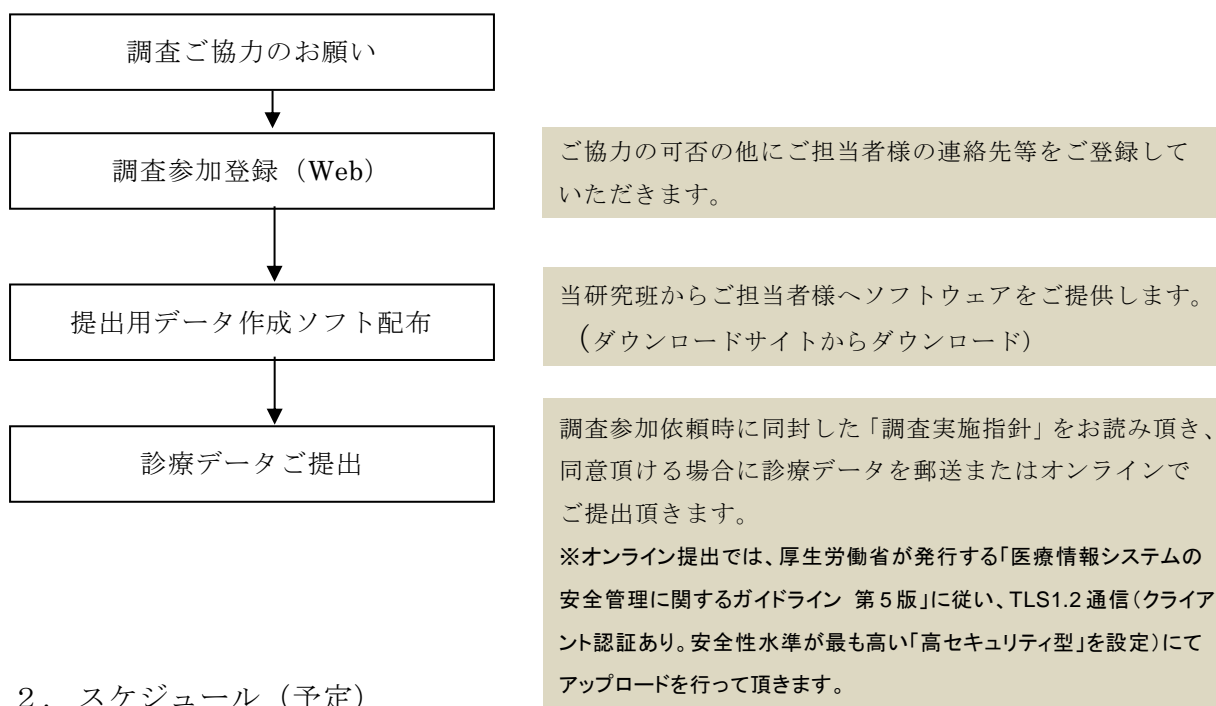 調査ご協力のお願い
調査参加登録（Web）
ご協力の可否の他にご担当者様の連絡先等をご登録して
いただきます。
提出用データ作成ソフト配布
当研究班からご担当者様へソフトウェアをご提供します。
（ダウンロードサイトからダウンロード）
診療データご提出
調査参加依頼時に同封した「調査実施指針」をお読み頂き、
同意頂ける場合に診療データを郵送またはオンラインで
ご提出頂きます。
※オンライン提出では、厚生労働省が発行する「医療情報システムの
安全管理に関するガイドライン 第5版」に従い、TLS1.2通信（クライア
ント認証あり。安全性水準が最も高い「高セキュリティ型」を設定）にて
アップロードを行って頂きます。
２．スケジュール（予定）